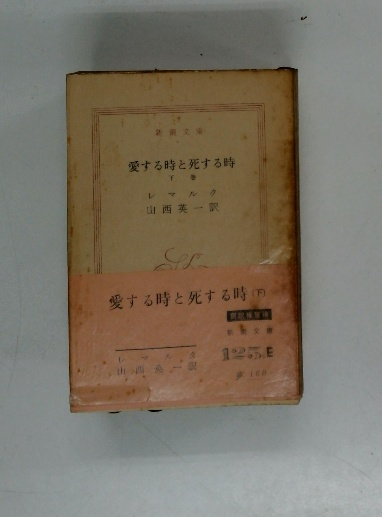 新潮文庫
愛する時と死する時
下巻
レマルク
山西英一訳
愛する時と死する時(下)
新潮文庫
レマルク
山西英一訳
125E
¥160